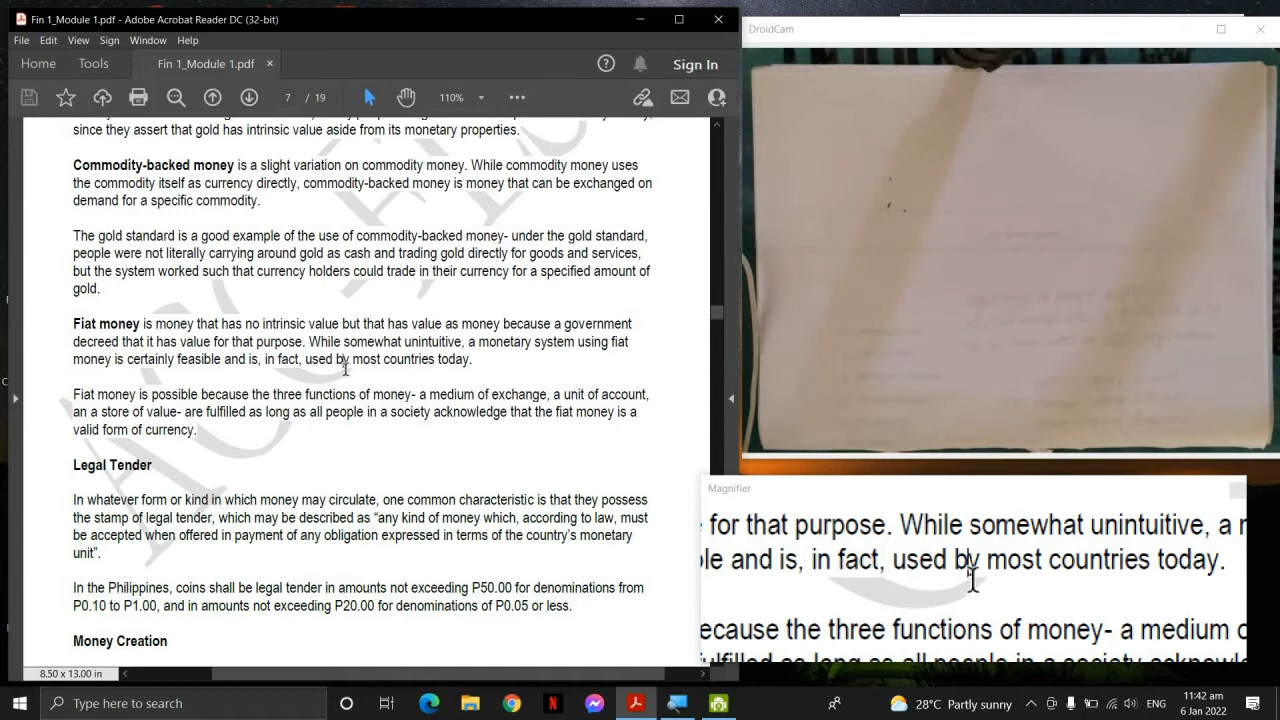 Fin 1_Module 1.pdf - Adobe Acrobat Reader DC (32-bit)
File Edit View Sign Window Help
Home Tools Fin 1_Module 1.pdf × Sign In
7 / 19 110%
since they assert that gold has intrinsic value aside from its monetary properties.
Commodity-backed money is a slight variation on commodity money. While commodity money uses
the commodity itself as currency directly, commodity-backed money is money that can be exchanged on
demand for a specific commodity.
The gold standard is a good example of the use of commodity-backed money- under the gold standard,
people were not literally carrying around gold as cash and trading gold directly for goods and services,
but the system worked such that currency holders could trade in their currency for a specified amount of
gold.
Fiat money is money that has no intrinsic value but that has value as money because a government
decreed that it has value for that purpose. While somewhat unintuitive, a monetary system using fiat
money is certainly feasible and is, in fact, used by most countries today.
Fiat money is possible because the three functions of money- a medium of exchange, a unit of account,
an a store of value- are fulfilled as long as all people in a society acknowledge that the fiat money is a
valid form of currency.
Legal Tender
In whatever form or kind in which money may circulate, one common characteristic is that they possess
the stamp of legal tender, which may be described as “any kind of money which, according to law, must
be accepted when offered in payment of any obligation expressed in terms of the country’s monetary
unit”.
In the Philippines, coins shall be legal tender in amounts not exceeding P50.00 for denominations from
P0.10 to P1.00, and in amounts not exceeding P20.00 for denominations of P0.05 or less.
Money Creation
8.50 x 13.00 in
DroidCam
Magnifier
for that purpose. While somewhat unintuitive, a
and is, in fact, used by most countries today.
because the three functions of money- a medium
as long as all people in a society
Type here to search
28°C Partly sunny
ENG
11:42 am
6 Jan 2022